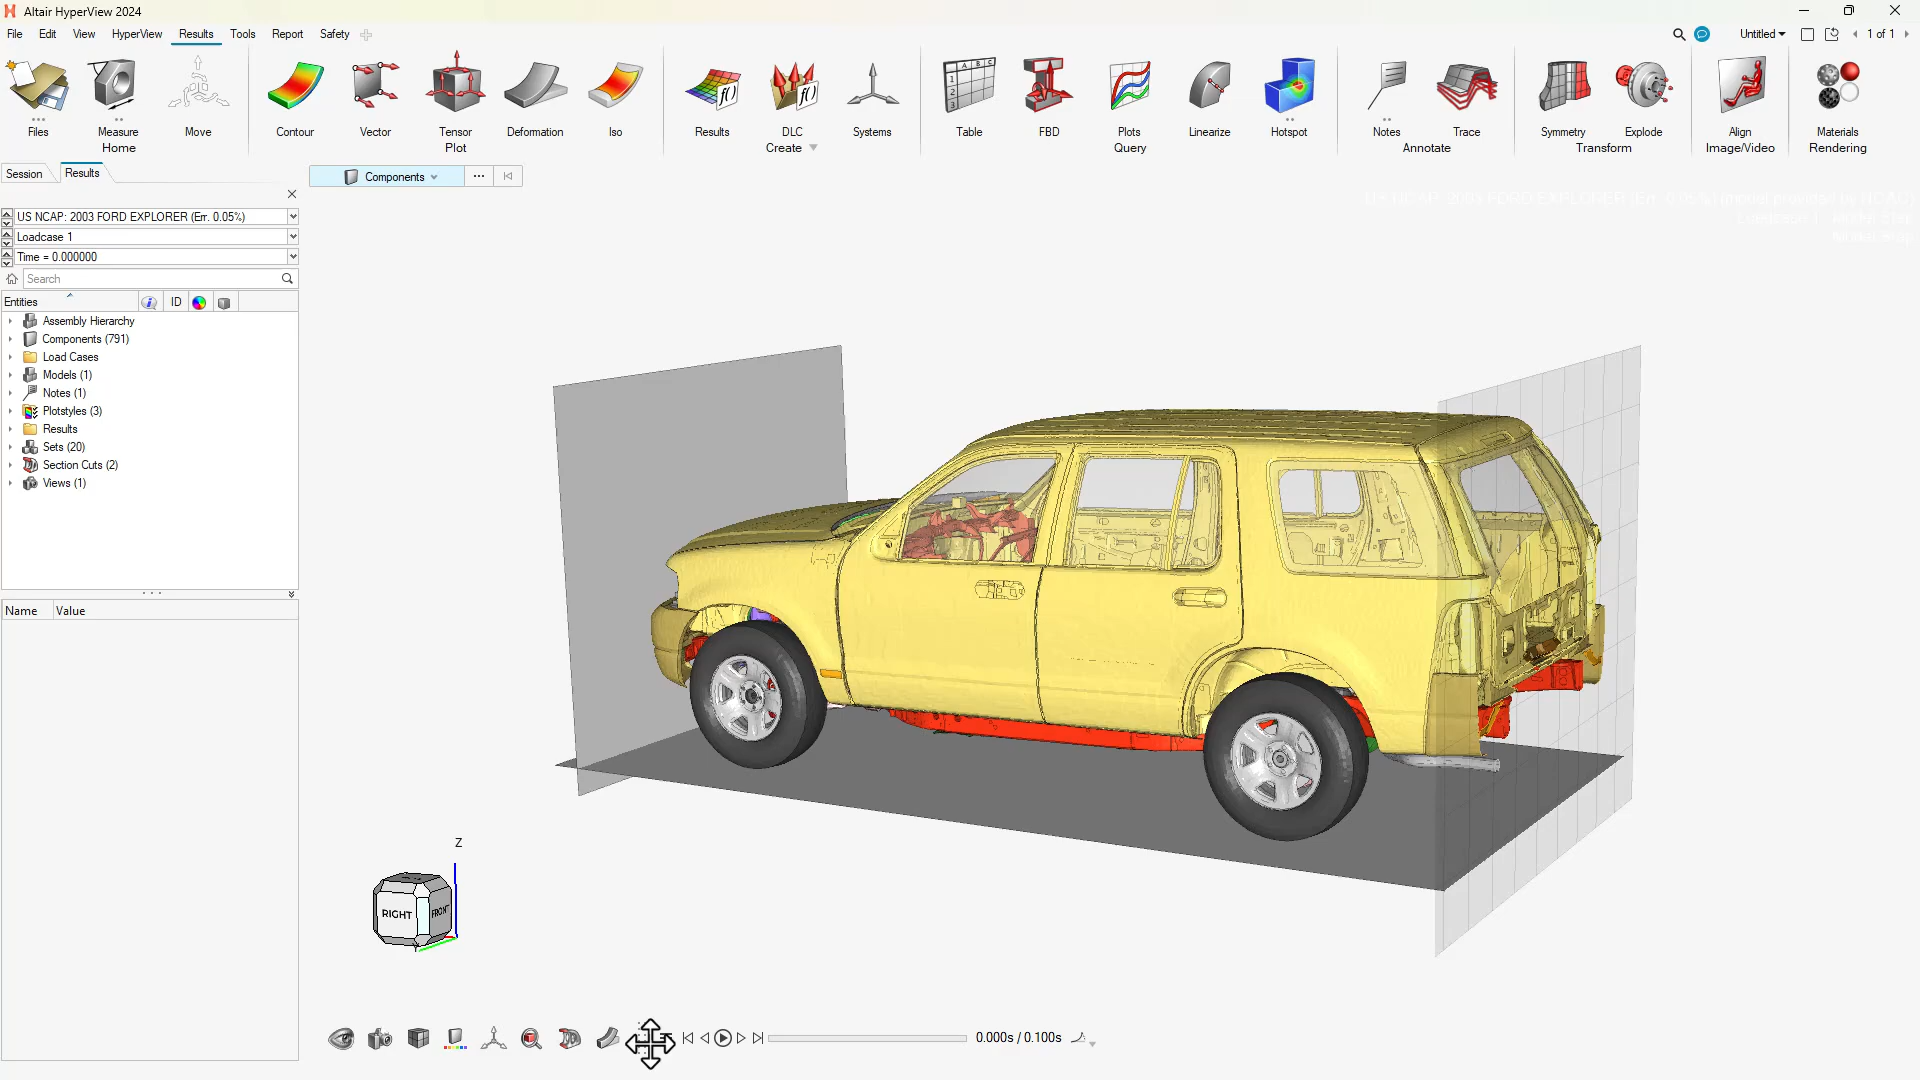 Altair HyperView 2024
File Edit View HyperView Results Tools Report Safety
Untitled
1 of 1
Files Measure Move Contour Vector Tensor Deformation Iso Results DLC Systems Table FBD Plots Linearize Hotspot Notes Trace Symmetry Explode Align Materials
Home Plot Create Query Annotate Transform Image/Video Rendering
Session Results
Components
US NCAP: 2003 FORD EXPLORER (Err. 0.05%)
Loadcase 1
Time = 0.000000
Search
Entities ID
Assembly Hierarchy
Components (791)
Load Cases
Models (1)
Notes (1)
Plotstyles (3)
Results
Sets (20)
Section Cuts (2)
Views (1)
Name Value
Z
RIGHT FRONT
0.000s / 0.100s